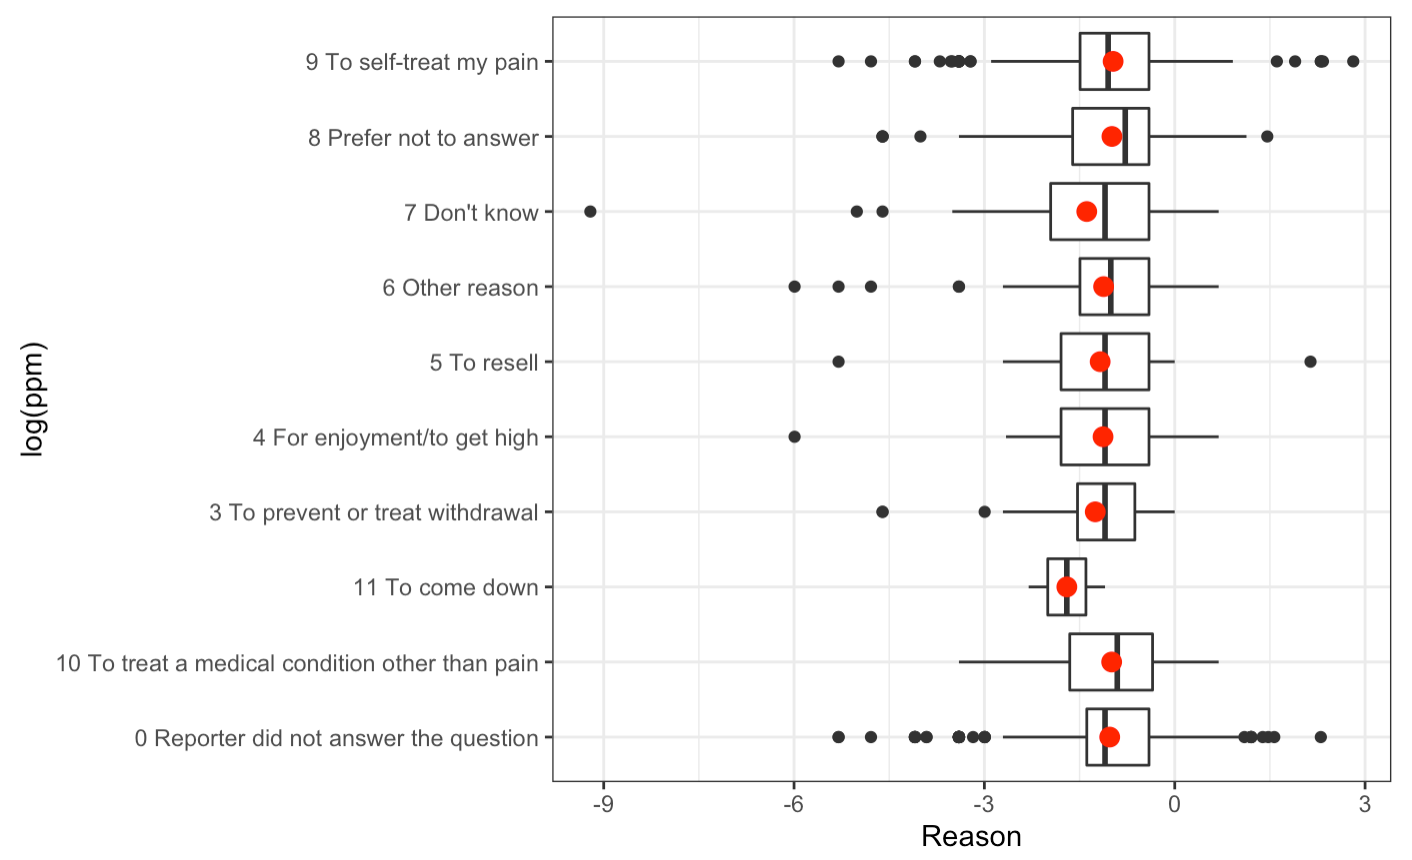 9 To self-treat my pain
8 Prefer not to answer
7 Don't know
6 Other reason
5 To resell
4 For enjoyment/to get high
3 To prevent or treat withdrawal
11 To come down
10 To treat a medical condition other than pain
0 Reporter did not answer the question
log(ppm)
-9 -6 -3 0 3
Reason